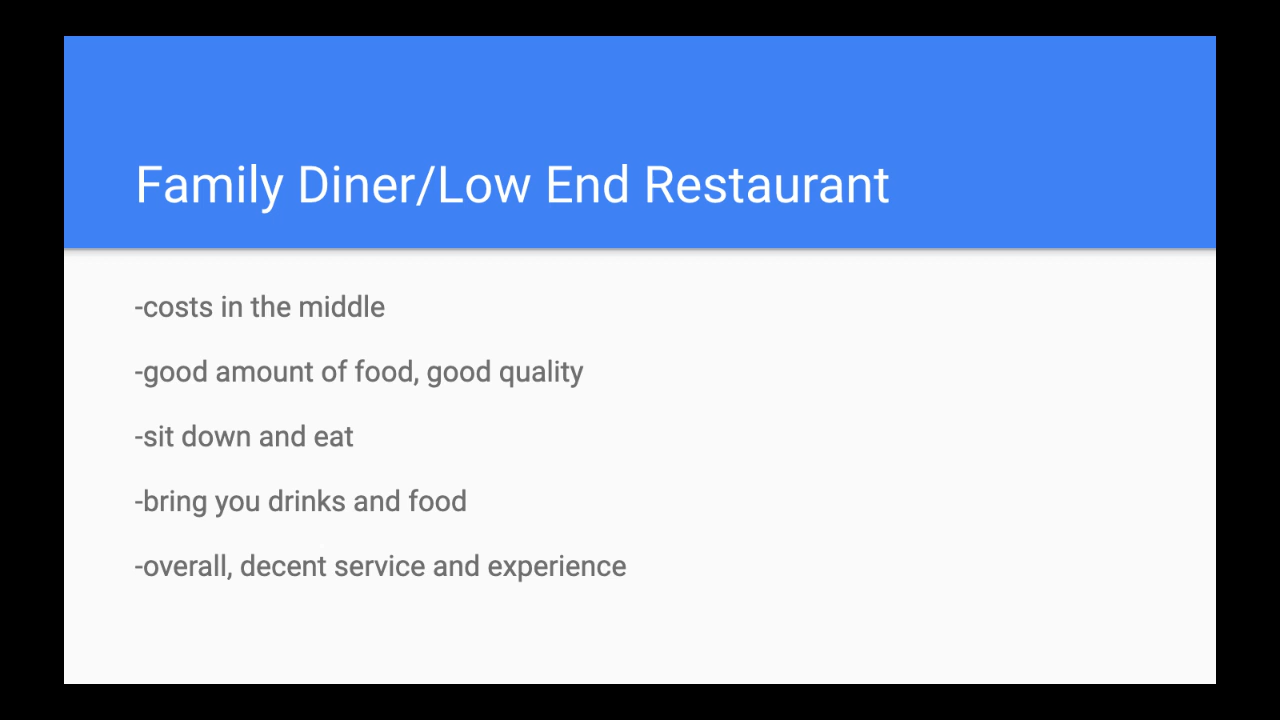 Family Diner/Low End Restaurant
-costs in the middle
-good amount of food, good quality
-sit down and eat
-bring you drinks and food
-overall, decent service and experience